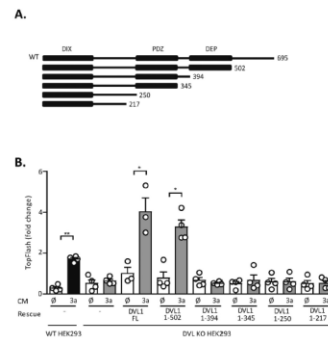 A.
DIX PDZ DEP
WT 695
502
394
345
250
217
B.
TopFlash (fold change)
6
4
2
0
** * *
CM Ø 3a Ø 3a Ø 3a Ø 3a Ø 3a Ø 3a Ø 3a Ø 3a
Rescue - - DVL1 DVL1 DVL1 DVL1 DVL1 DVL1
FL 1-502 1-394 1-345 1-250 1-217
WT HEK293 DVL KO HEK293